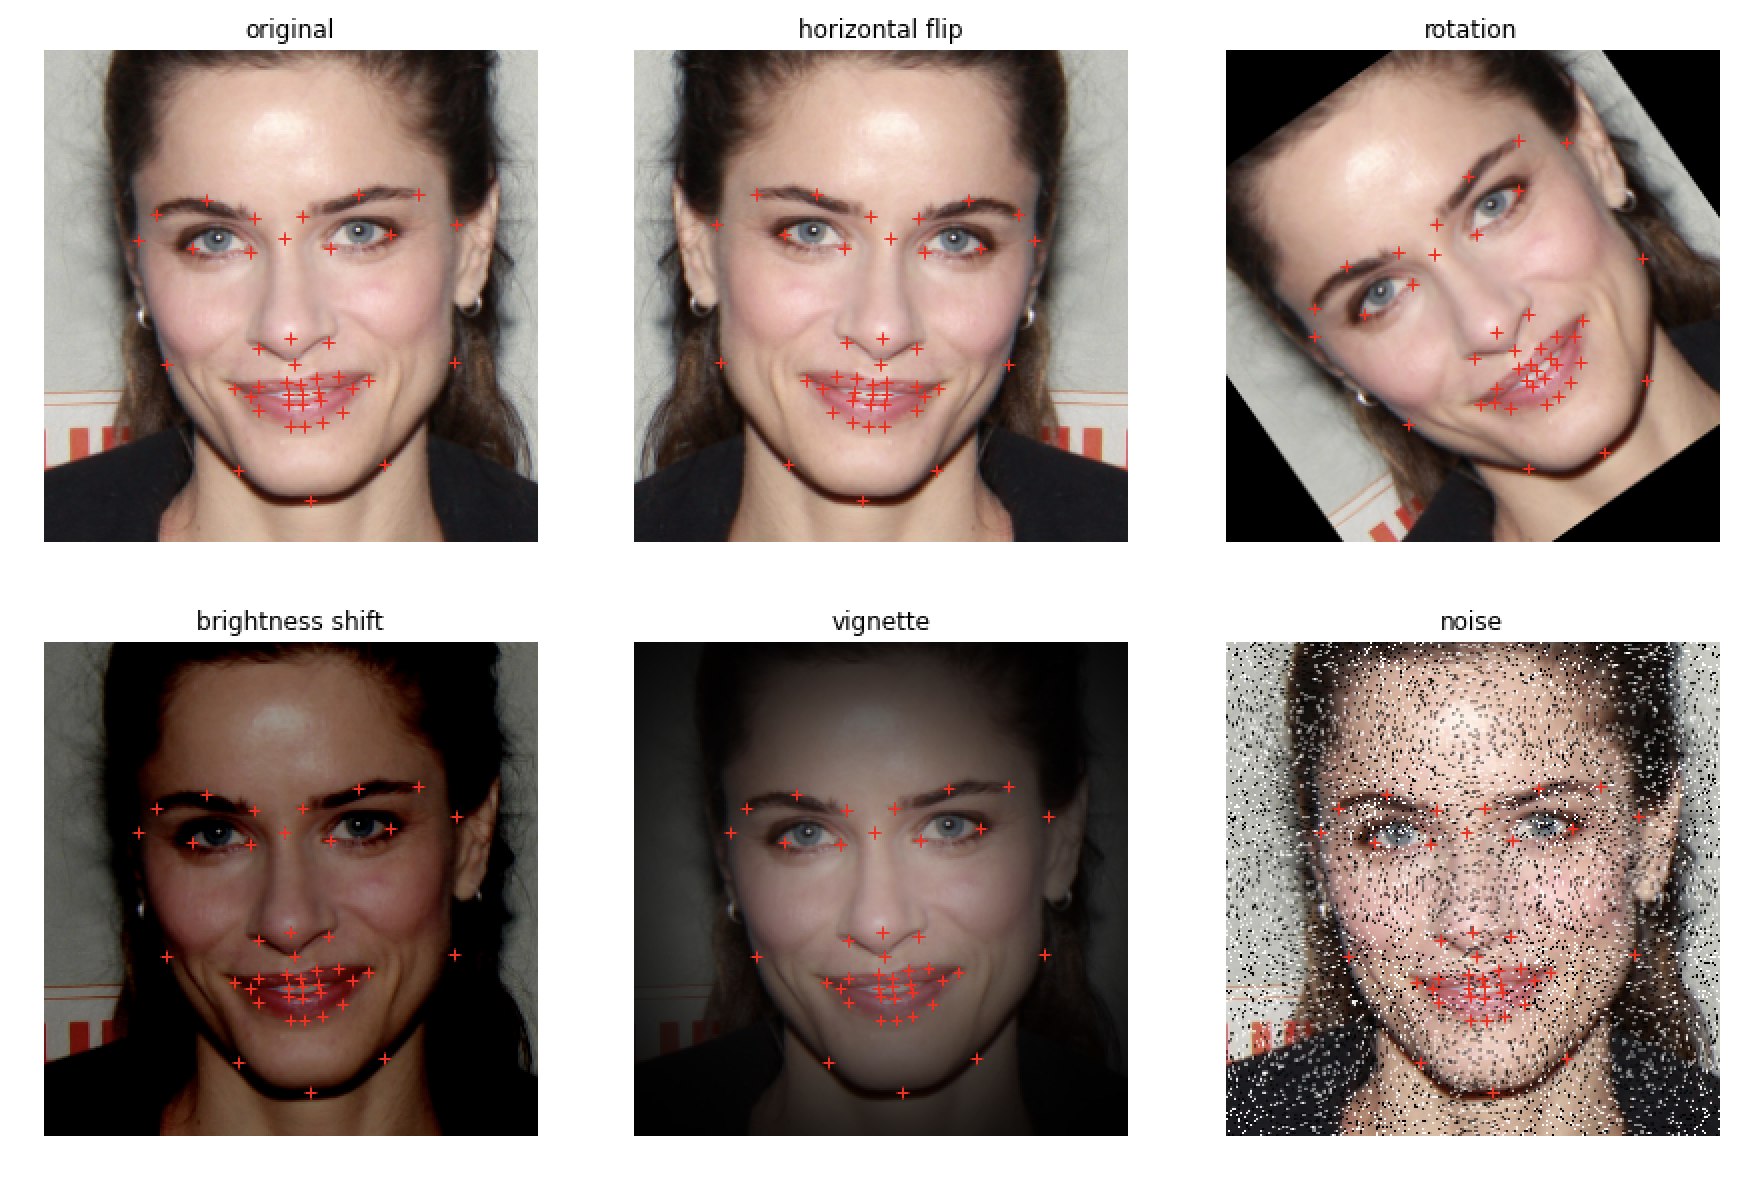 original
horizontal flip
rotation
brightness shift
vignette
noise